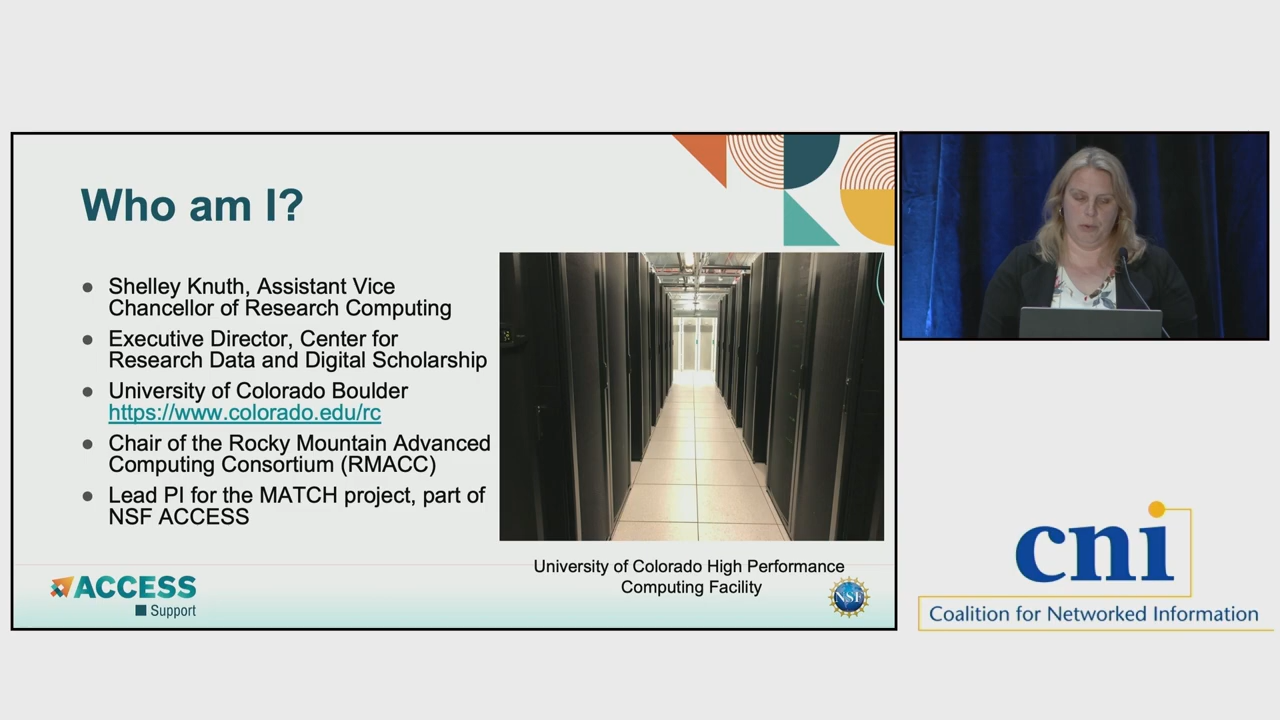 Who am I?
Shelley Knuth, Assistant Vice
Chancellor of Research Computing
Executive Director, Center for
Research Data and Digital Scholarship
University of Colorado Boulder
https://www.colorado.edu/rc
Chair of the Rocky Mountain Advanced
Computing Consortium (RMACC)
Lead PI for the MATCH project, part of
NSF ACCESS
University of Colorado High Performance
Computing Facility
ACCESS
Support
NSF
cni
Coalition for Networked Information